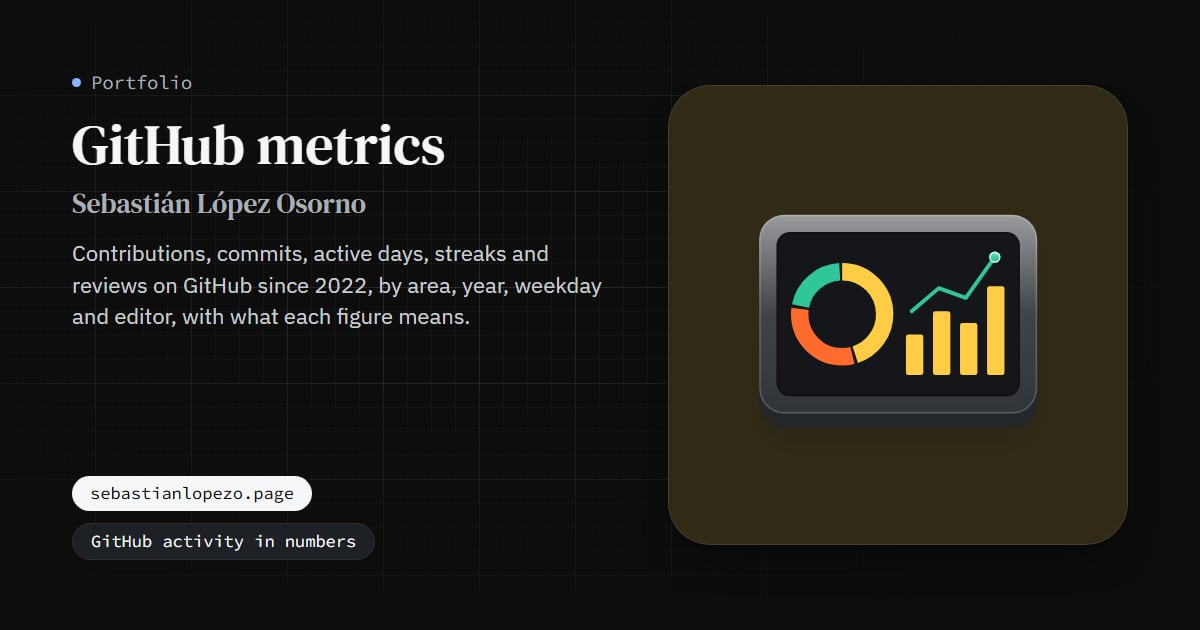 Portfolio
GitHub metrics
Sebastián López Osorno
Contributions, commits, active days, streaks and
reviews on GitHub since 2022, by area, year, weekday
and editor, with what each figure means.
sebastianlopezo.page
GitHub activity in numbers